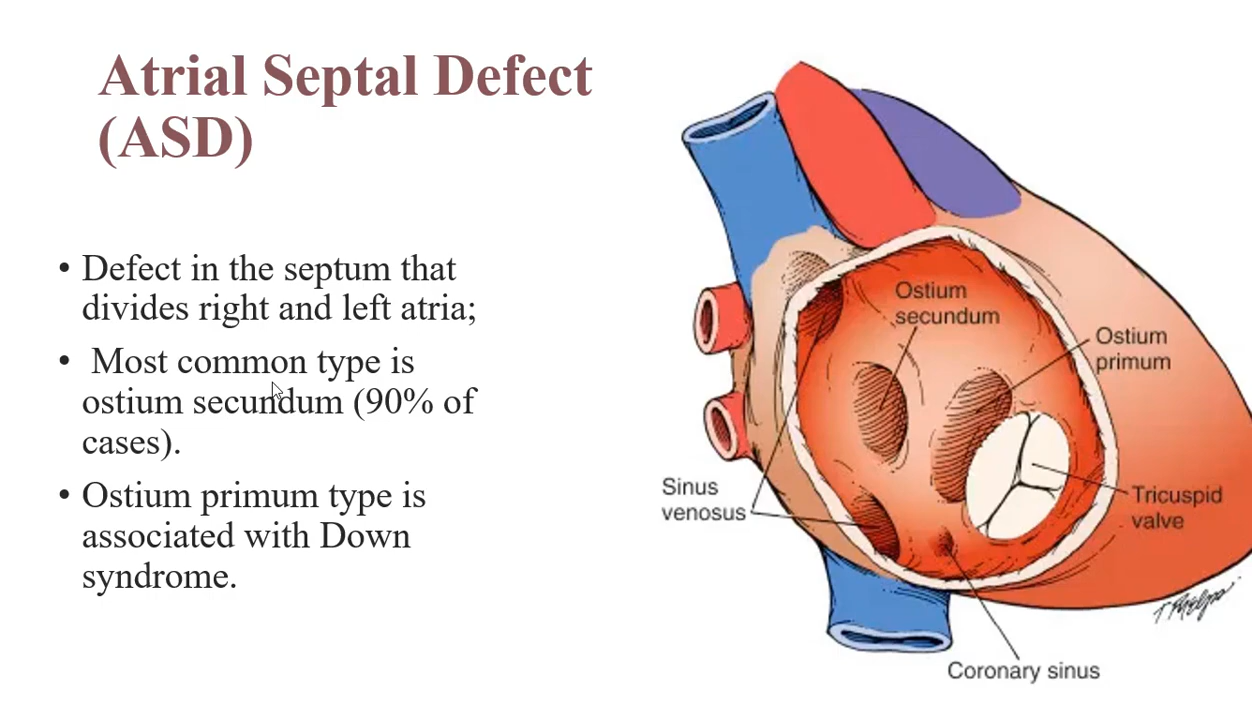 Atrial Septal Defect
(ASD)
• Defect in the septum that
divides right and left atria;
• Most common type is
ostium secundum (90% of
cases).
• Ostium primum type is
associated with Down
syndrome.
Ostium
secundum
Ostium
primum
Sinus
venosus
Tricuspid
valve
Coronary sinus